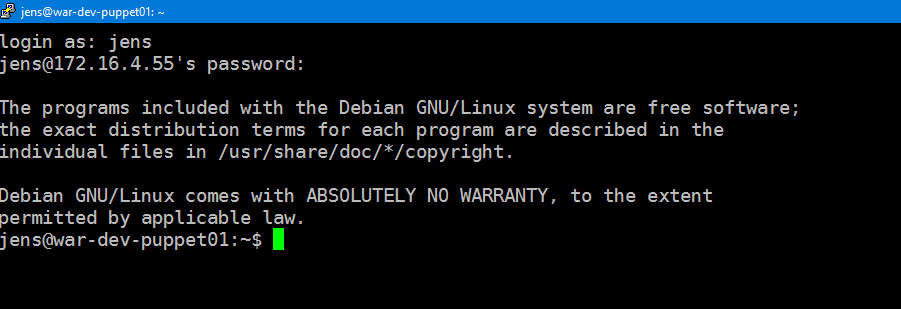 jens@war-dev-puppet01: ~
login as: jens
jens@172.16.4.55's password:
The programs included with the Debian GNU/Linux system are free software;
the exact distribution terms for each program are described in the
individual files in /usr/share/doc/*/copyright.
Debian GNU/Linux comes with ABSOLUTELY NO WARRANTY, to the extent
permitted by applicable law.
jens@war-dev-puppet01:~$